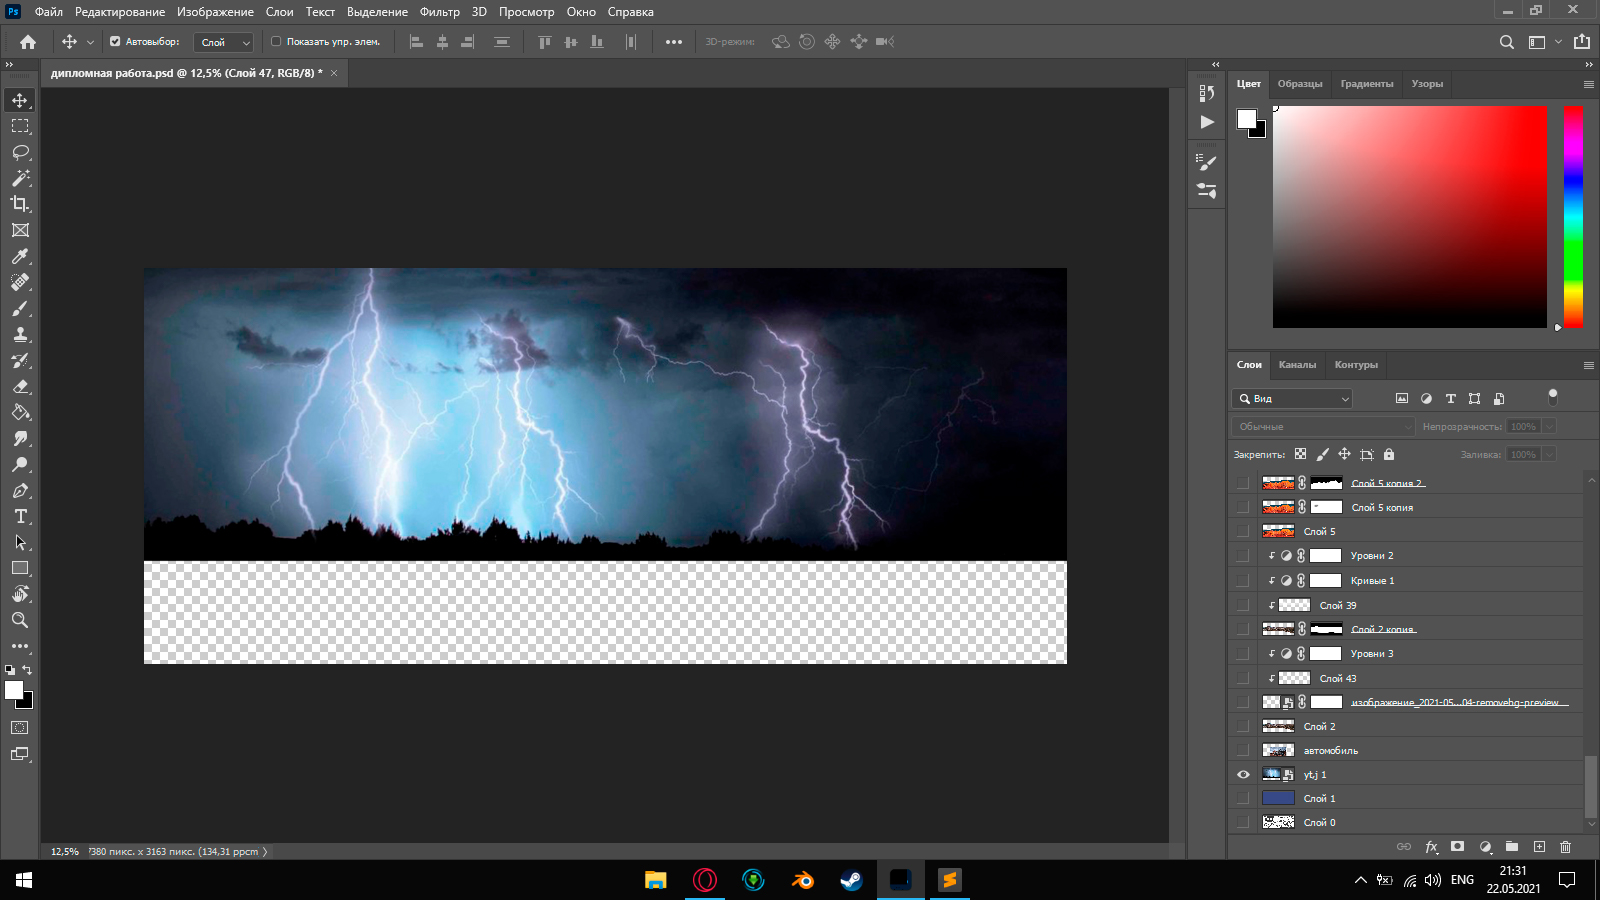 Ps Файл Редактирование Изображение Слои Текст Выделение Фильтр 3D Просмотр Окно Справка
Автовыбор: Слой Показать упр. элем. 3D-режим:
дипломная работа.psd @ 12,5% (Слой 47, RGB/8) * ×
Цвет Образцы Градиенты Узоры
Слои Каналы Контуры
Вид
Обычные Непрозрачность: 100%
Закрепить: Заливка: 100%
Слой 5 копия 2
Слой 5 копия
Слой 5
Уровни 2
Кривые 1
Слой 39
Слой 2 копия
Уровни 3
Слой 43
изображение_2021-05...04-removebg-preview
Слой 2
автомобиль
yt,j 1
Слой 1
Слой 0
12,5% 7380 пикс. x 3163 пикс. (134,31 ppcm)
fx
ENG
21:31
22.05.2021